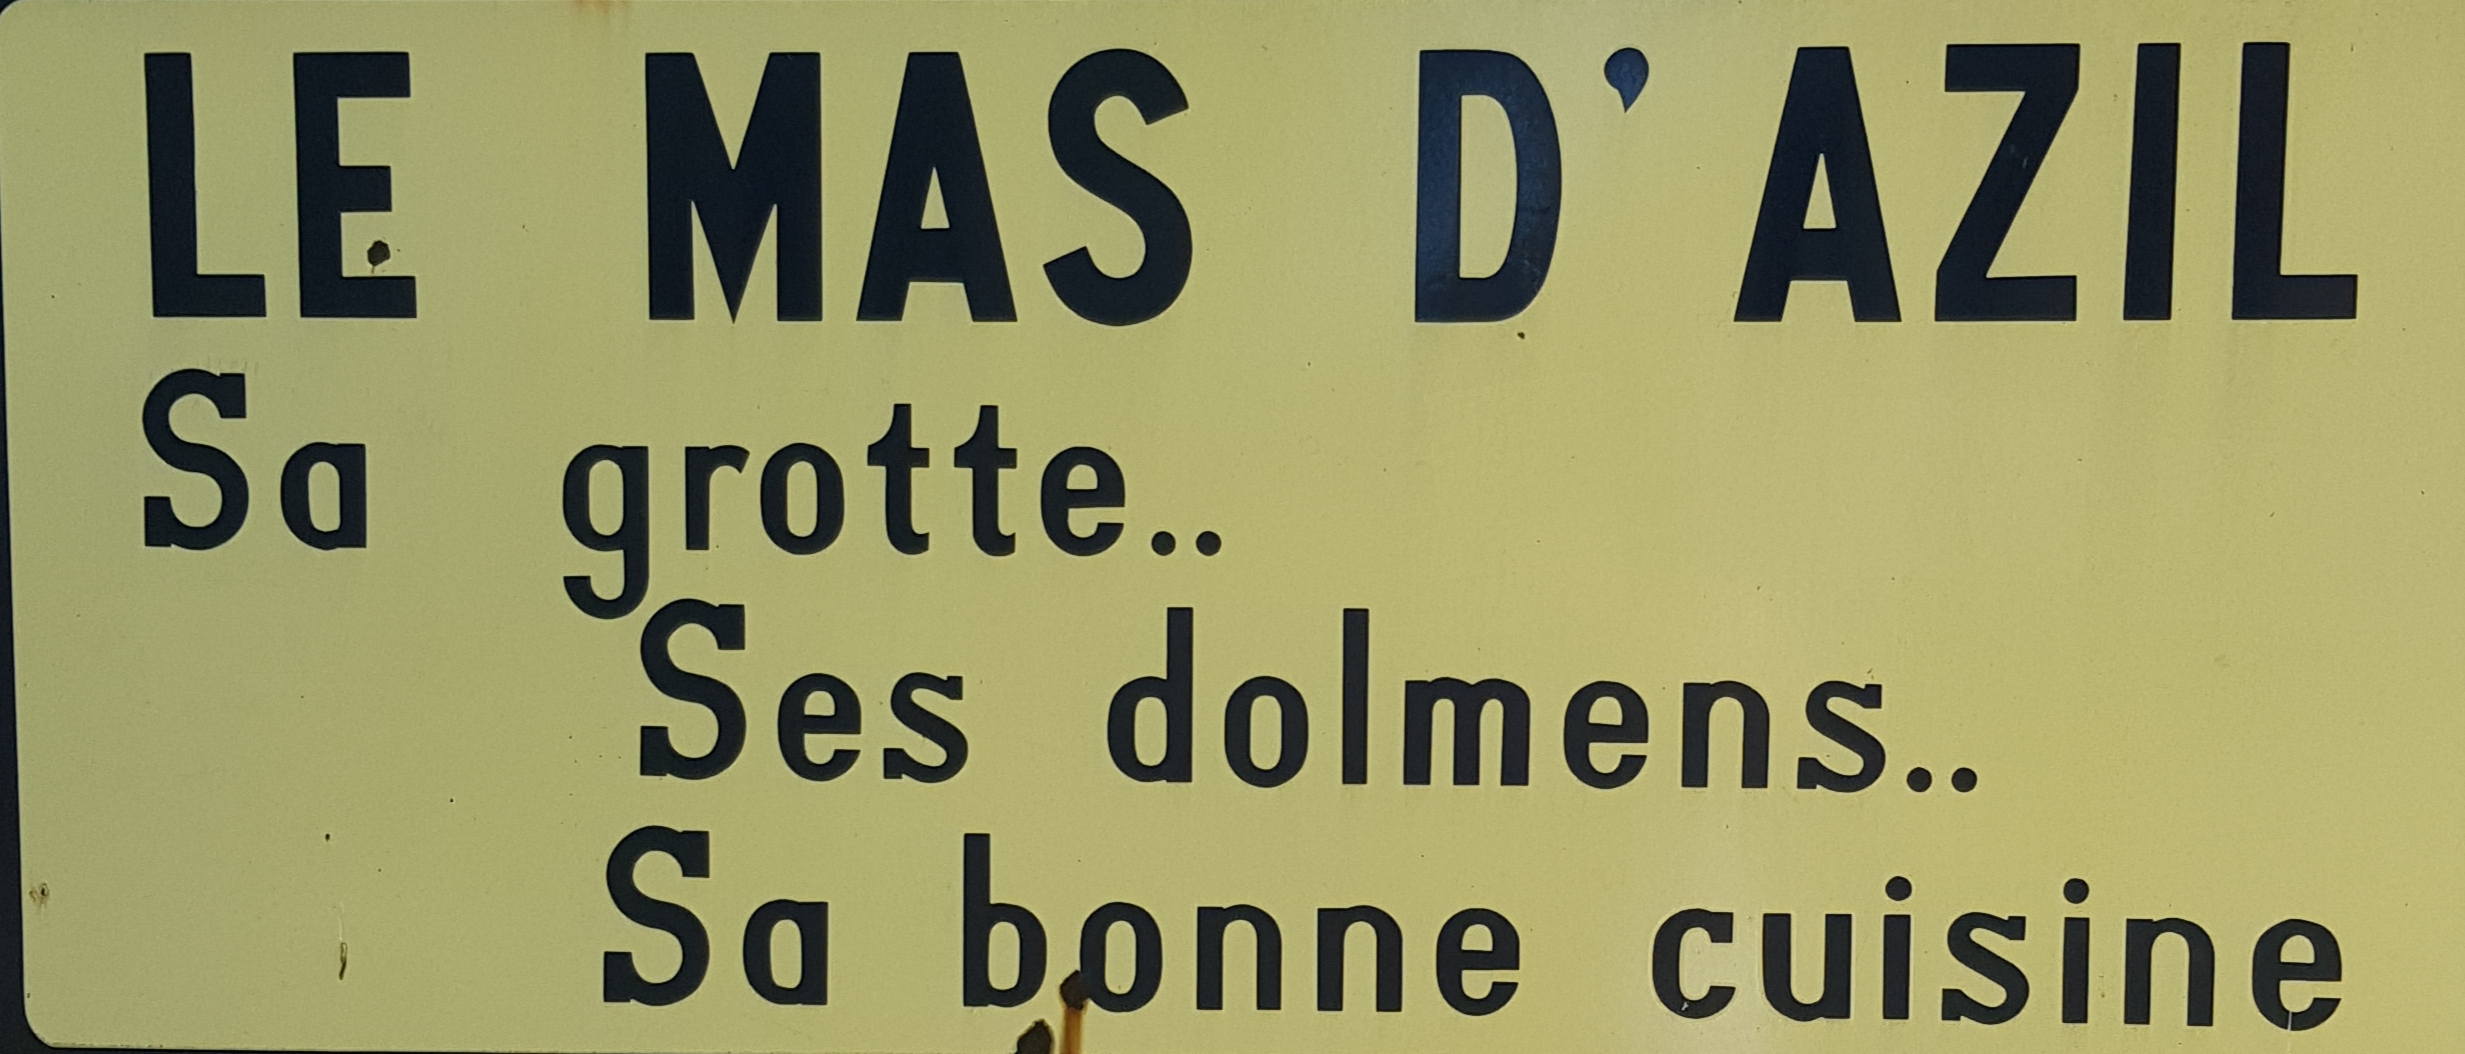 LE MAS D'AZIL
Sa grotte..
Ses dolmens..
Sa bonne cuisine